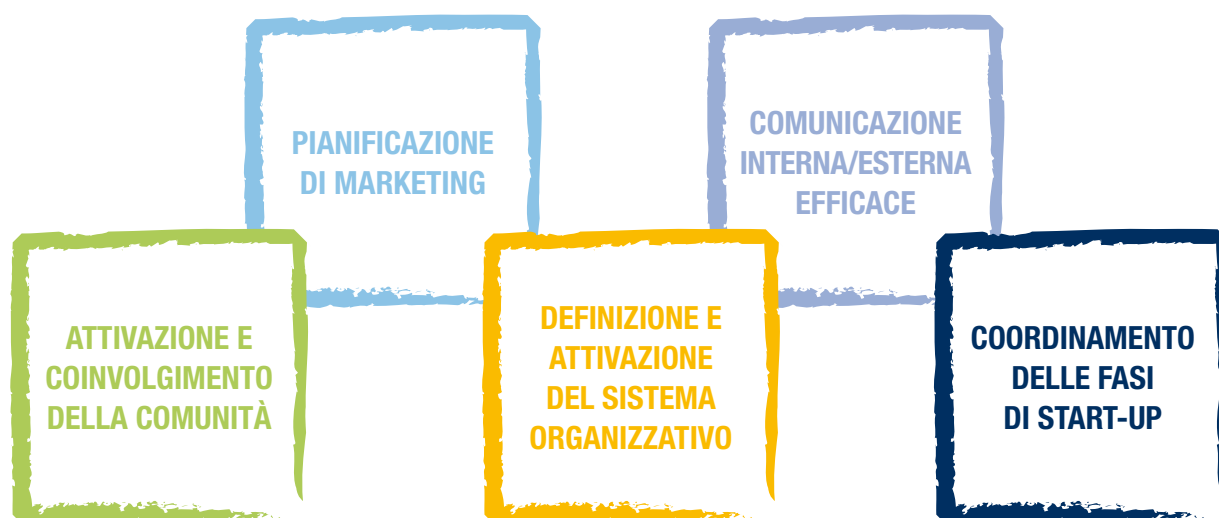 PIANIFICAZIONE
DI MARKETING
COMUNICAZIONE
INTERNA/ESTERNA
EFFICACE
ATTIVAZIONE E
COINVOLGIMENTO
DELLA COMUNITÀ
DEFINIZIONE E
ATTIVAZIONE
DEL SISTEMA
ORGANIZZATIVO
COORDINAMENTO
DELLE FASI
DI START-UP